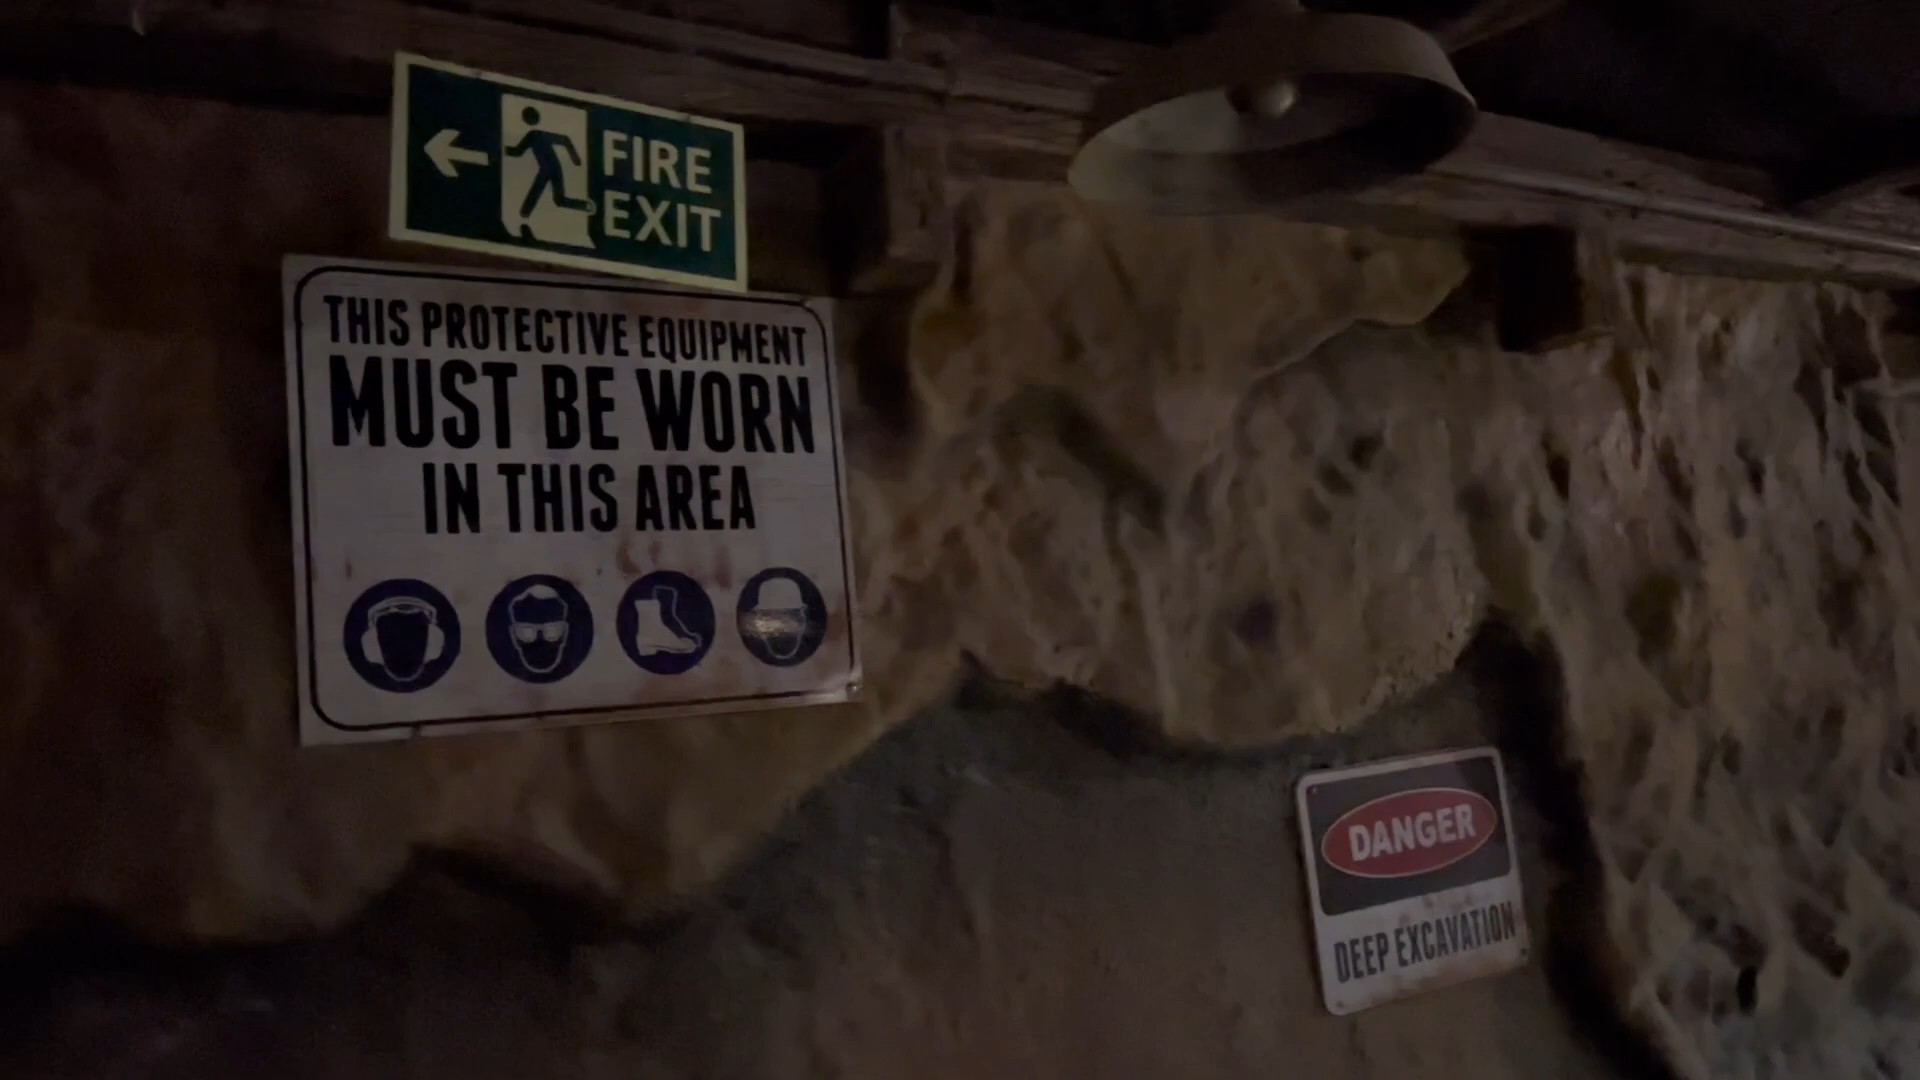 FIRE
EXIT
THIS PROTECTIVE EQUIPMENT
MUST BE WORN
IN THIS AREA
DANGER
DEEP EXCAVATION